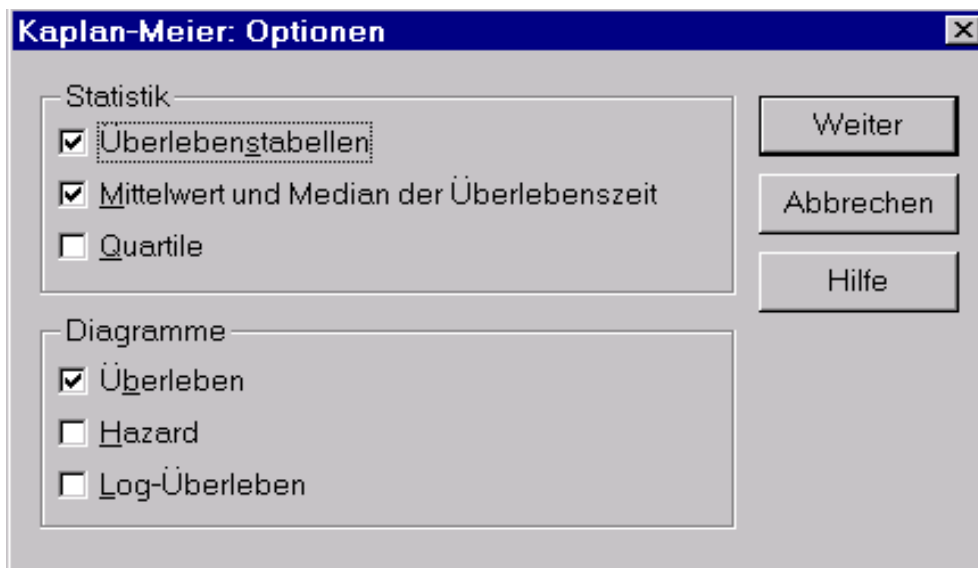 Kaplan-Meier: Optionen
Statistik
Überlebenstabellen
Mittelwert und Median der Überlebenszeit
Quartile
Diagramme
Überleben
Hazard
Log-Überleben
Weiter
Abbrechen
Hilfe